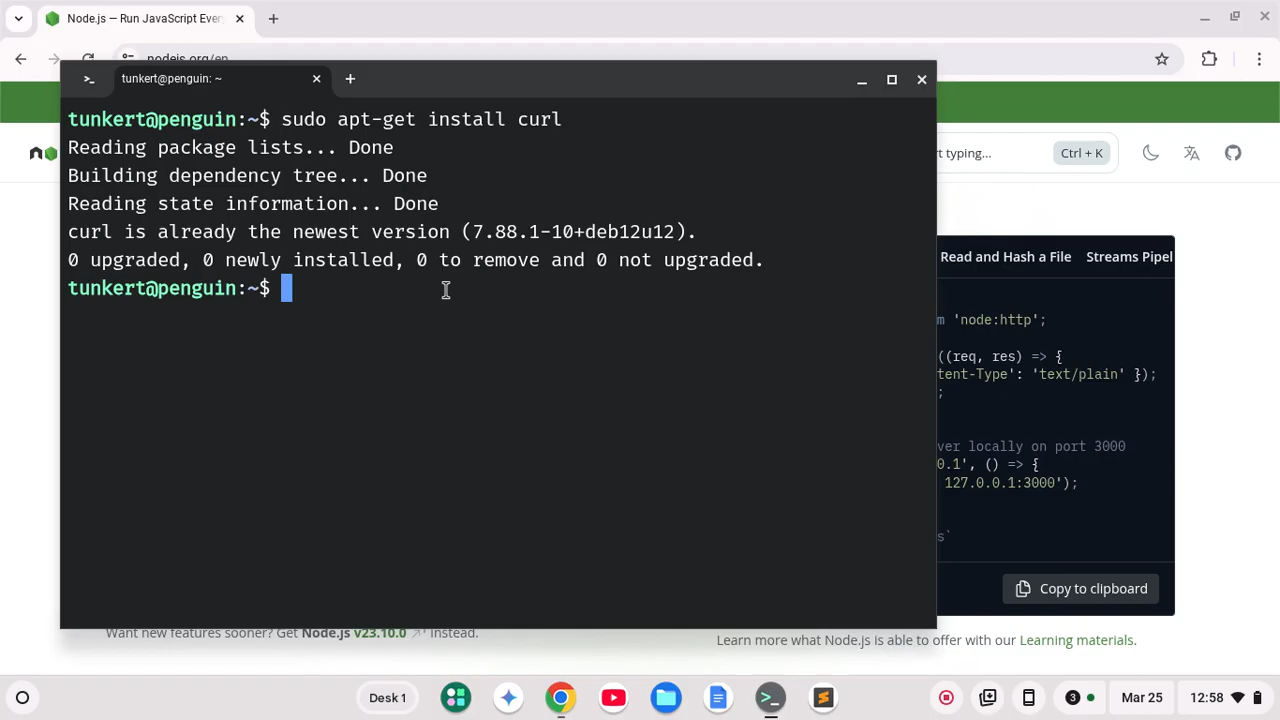 Node.js — Run JavaScript Ever
nodejs.org/en
tunkert@penguin: ~
tunkert@penguin:~$ sudo apt-get install curl
Reading package lists... Done
Building dependency tree... Done
Reading state information... Done
curl is already the newest version (7.88.1-10+deb12u12).
0 upgraded, 0 newly installed, 0 to remove and 0 not upgraded.
tunkert@penguin:~$
rt typing...
Ctrl + K
Read and Hash a File Streams Pipel
m 'node:http';
((req, res) => {
tent-Type': 'text/plain' });
;
ver locally on port 3000
0.1', () => {
127.0.0.1:3000');
s`
Copy to clipboard
Want new features sooner? Get Node.js v23.10.0 ↗ instead.
Learn more what Node.js is able to offer with our Learning materials.
Desk 1
3
Mar 25
12:58